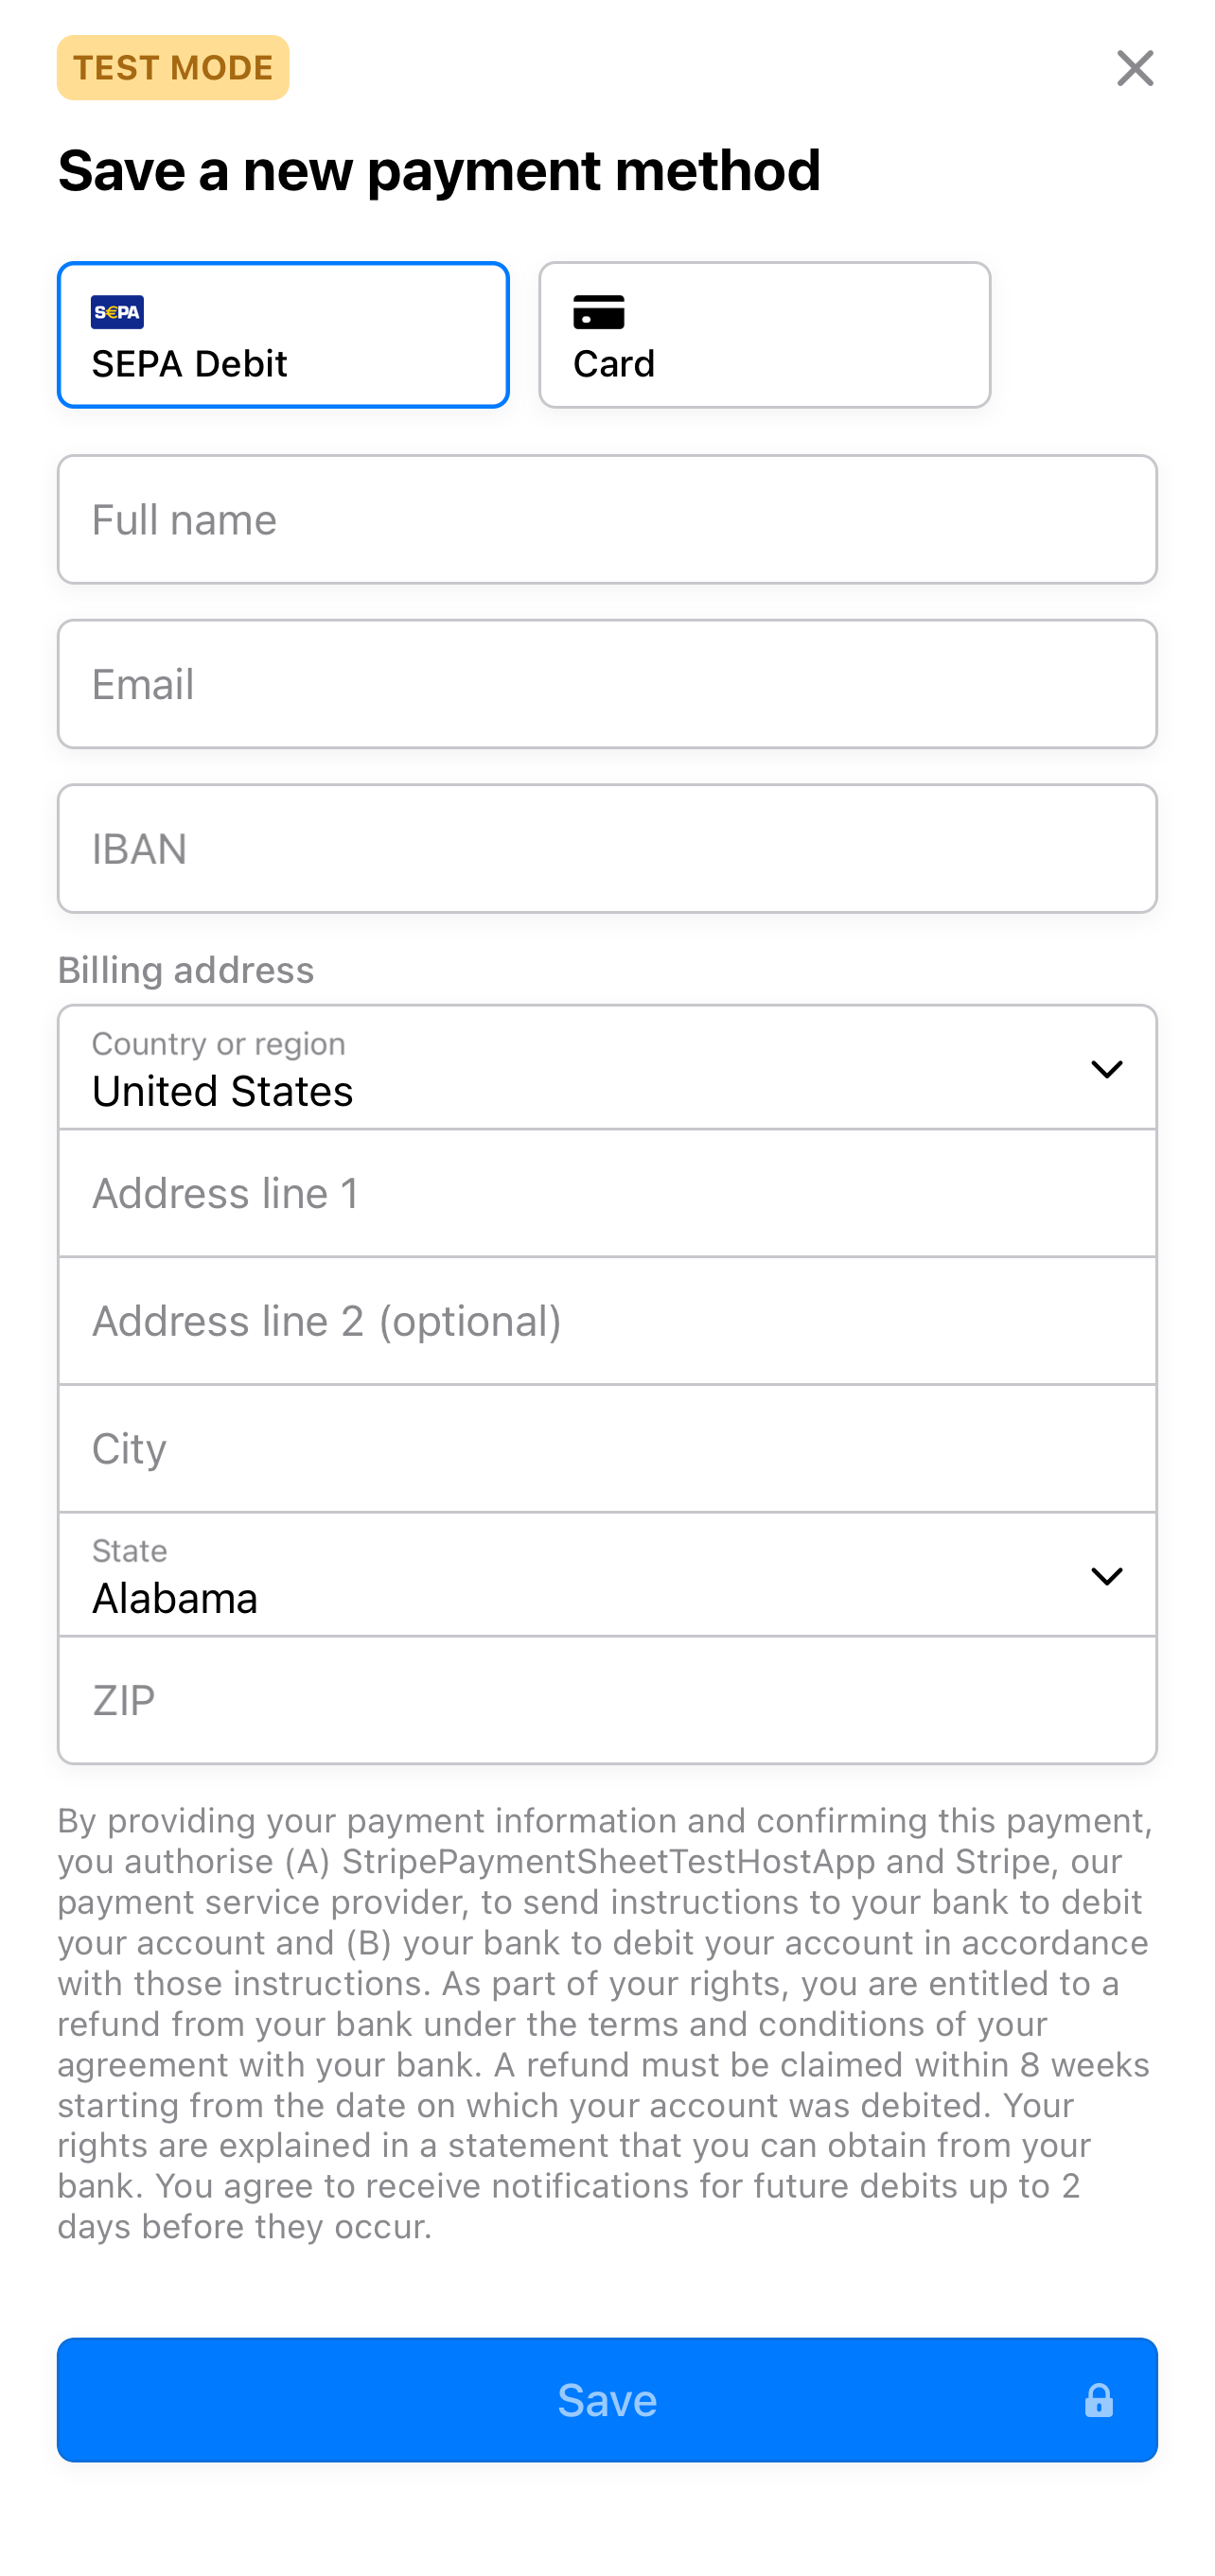 TEST MODE
Save a new payment method
S€PA
SEPA Debit
Card
Full name
Email
IBAN
Billing address
Country or region
United States
Address line 1
Address line 2 (optional)
City
State
Alabama
ZIP
By providing your payment information and confirming this payment,
you authorise (A) StripePaymentSheetTestHostApp and Stripe, our
payment service provider, to send instructions to your bank to debit
your account and (B) your bank to debit your account in accordance
with those instructions. As part of your rights, you are entitled to a
refund from your bank under the terms and conditions of your
agreement with your bank. A refund must be claimed within 8 weeks
starting from the date on which your account was debited. Your
rights are explained in a statement that you can obtain from your
bank. You agree to receive notifications for future debits up to 2
days before they occur.
Save